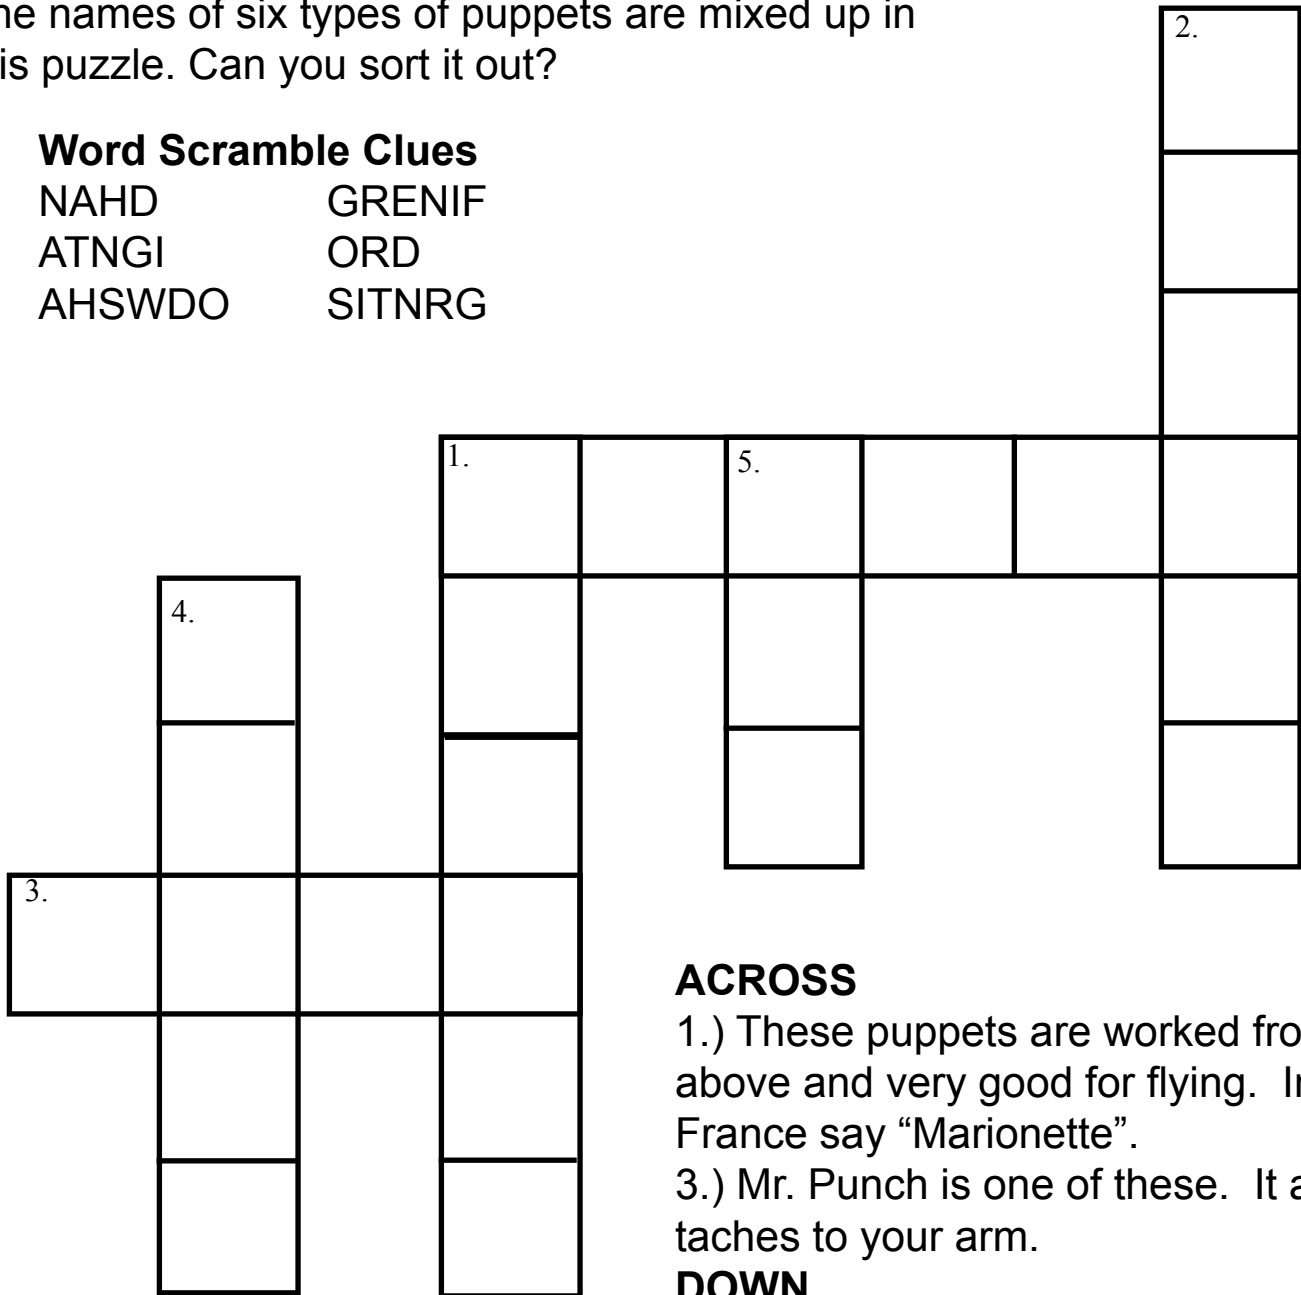 he names of six types of puppets are mixed up in
is puzzle. Can you sort it out?
Word Scramble Clues
NAHD GRENIF
ATNGI ORD
AHSWDO SITNRG
2.
1. 5.
4.
3.
ACROSS
1.) These puppets are worked fro
above and very good for flying. In
France say “Marionette”.
3.) Mr. Punch is one of these. It a
taches to your arm.
DOWN